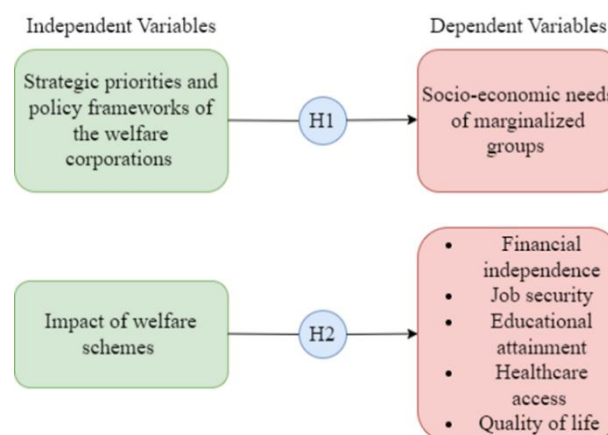 Independent Variables
Dependent Variables
Strategic priorities and
policy frameworks of
the welfare
corporations
H1
Socio-economic needs
of marginalized
groups
Impact of welfare
schemes
H2
• Financial
independence
• Job security
• Educational
attainment
• Healthcare
access
• Quality of life